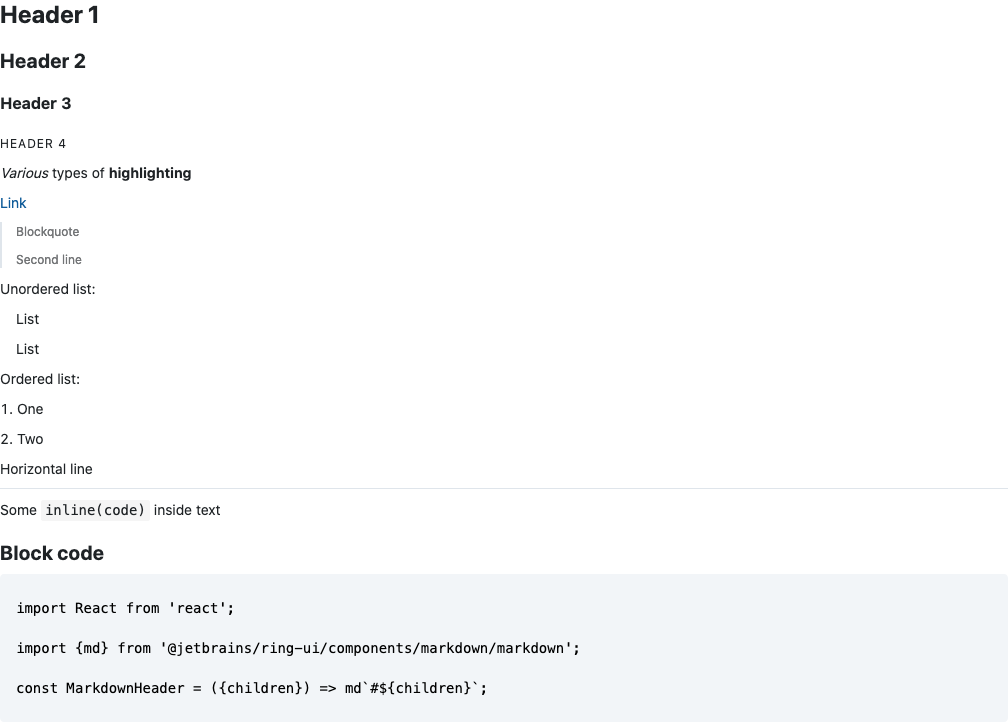 Header 1
Header 2
Header 3
HEADER 4
Various types of highlighting
Link
Blockquote
Second line
Unordered list:
List
List
Ordered list:
1. One
2. Two
Horizontal line
Some inline(code) inside text
Block code
import React from 'react';
import {md} from '@jetbrains/ring-ui/components/markdown/markdown';
const MarkdownHeader = ({children}) => md`#${children}`;